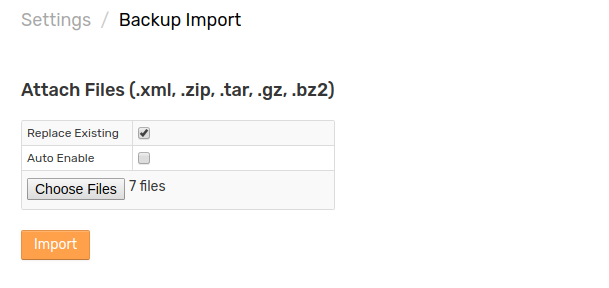 Settings / Backup Import
Attach Files (.xml, .zip, .tar, .gz, .bz2)
Replace Existing
Auto Enable
Choose Files 7 files
Import